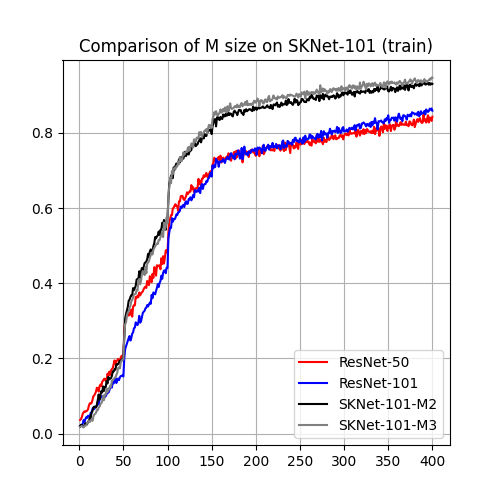 Comparison of M size on SKNet-101 (train)
0.8
0.6
0.4
0.2
0.0
ResNet-50
ResNet-101
SKNet-101-M2
SKNet-101-M3
0 50 100 150 200 250 300 350 400